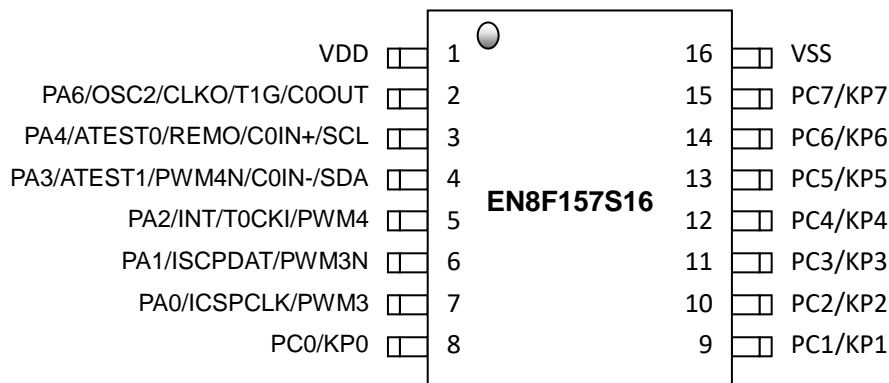 VDD 1 16 VSS
PA6/OSC2/CLKO/T1G/C0OUT 2 15 PC7/KP7
PA4/ATEST0/REMO/C0IN+/SCL 3 14 PC6/KP6
PA3/ATEST1/PWM4N/C0IN-/SDA 4 13 PC5/KP5
EN8F157S16
PA2/INT/T0CKI/PWM4 5 12 PC4/KP4
PA1/ISCPDAT/PWM3N 6 11 PC3/KP3
PA0/ICSPCLK/PWM3 7 10 PC2/KP2
PC0/KP0 8 9 PC1/KP1